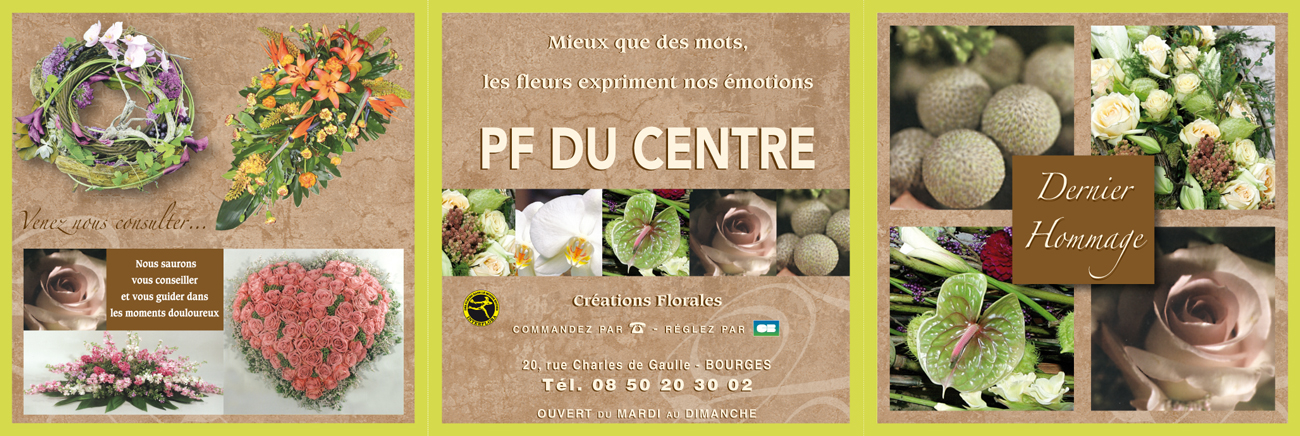 Venez nous consulter...
Nous saurons
vous conseiller
et vous guider dans
les moments douloureux
Mieux que des mots,
les fleurs expriment nos émotions
PF DU CENTRE
Créations Florales
COMMANDEZ PAR ☎ - RÉGLEZ PAR CB
20, rue Charles de Gaulle - BOURGES
Tél. 08 50 20 30 02
OUVERT DU MARDI AU DIMANCHE
Dernier
Hommage